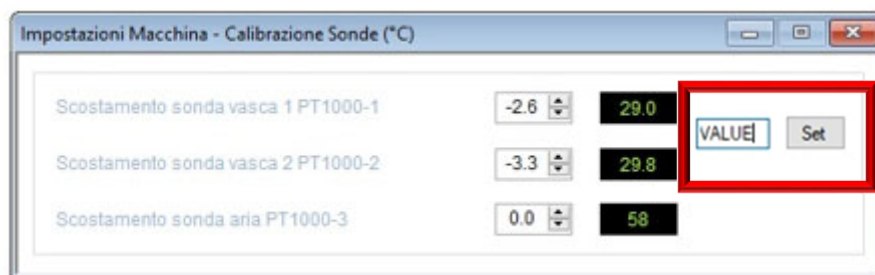 Impostazioni Macchina - Calibrazione Sonde (°C)
Scostamento sonda vasca 1 PT1000-1 -2.6 29.0
VALUE Set
Scostamento sonda vasca 2 PT1000-2 -3.3 29.8
Scostamento sonda aria PT1000-3 0.0 58